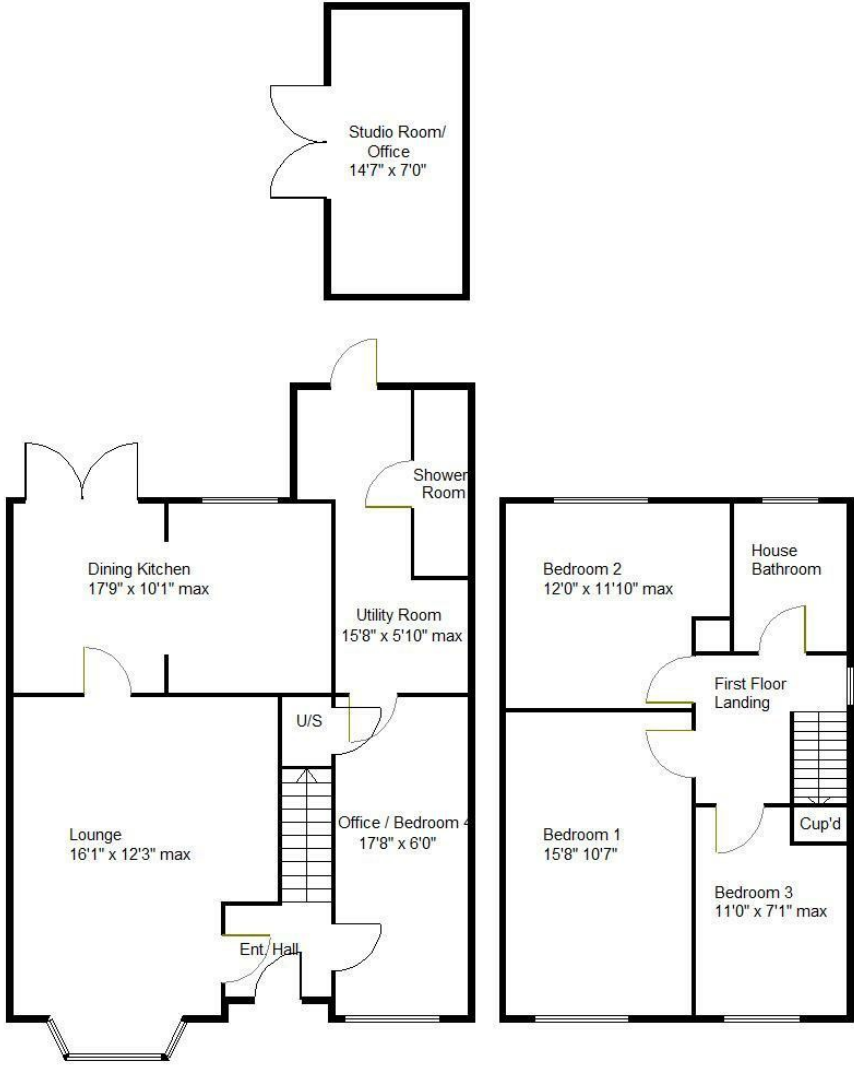 Studio Room/
Office
14'7" x 7'0"
Shower
Room
Dining Kitchen
17'9" x 10'1" max
Utility Room
15'8" x 5'10" max
U/S
Lounge
16'1" x 12'3" max
Office / Bedroom 4
17'8" x 6'0"
Ent. Hall
Bedroom 2
12'0" x 11'10" max
House
Bathroom
First Floor
Landing
Cup'd
Bedroom 1
15'8" 10'7"
Bedroom 3
11'0" x 7'1" max